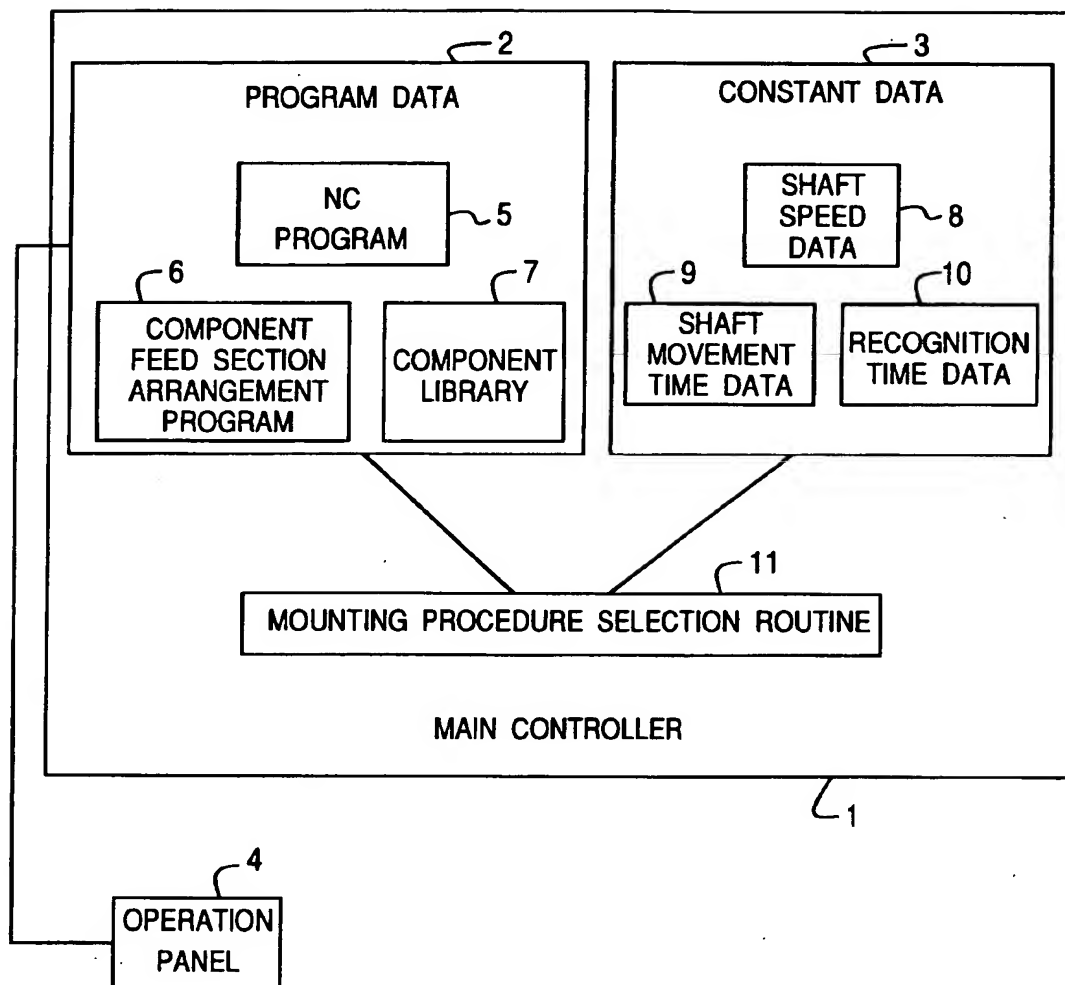 2
3
PROGRAM DATA
CONSTANT DATA
NC
PROGRAM
5
SHAFT
SPEED
DATA
8
6
COMPONENT
FEED SECTION
ARRANGEMENT
PROGRAM
7
COMPONENT
LIBRARY
9
SHAFT
MOVEMENT
TIME DATA
10
RECOGNITION
TIME DATA
11
MOUNTING PROCEDURE SELECTION ROUTINE
MAIN CONTROLLER
1
4
OPERATION
PANEL